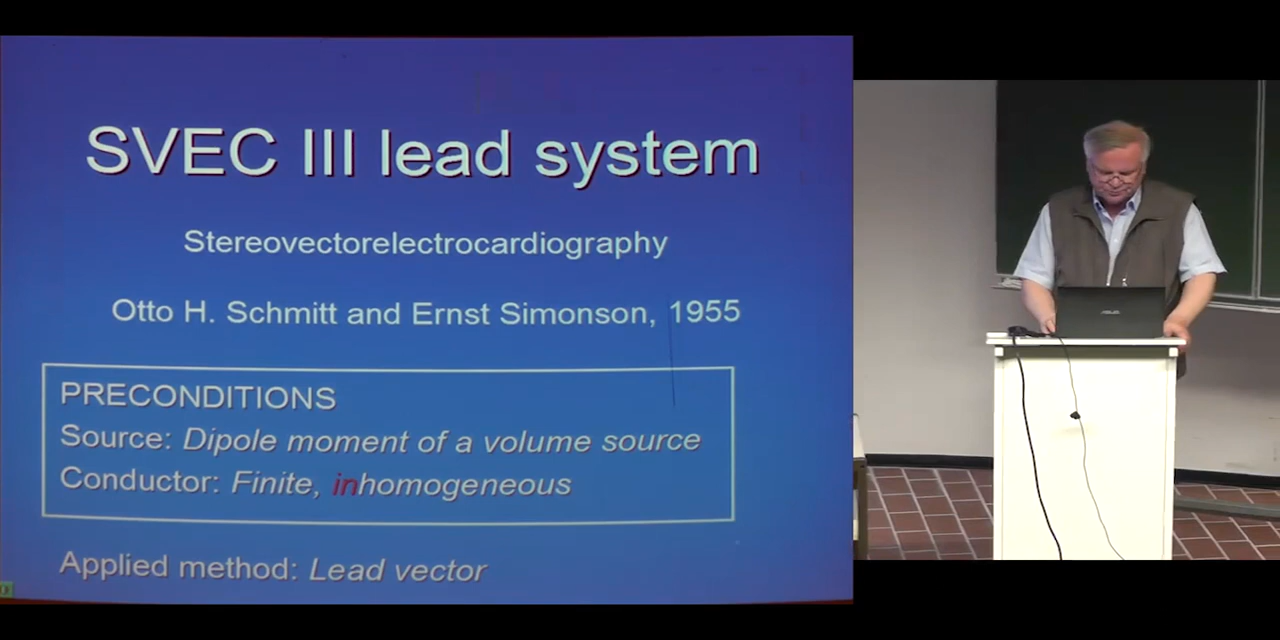 SVEC III lead system
Stereovectorelectrocardiography
Otto H. Schmitt and Ernst Simonson, 1955
PRECONDITIONS
Source: Dipole moment of a volume source
Conductor: Finite, inhomogeneous
Applied method: Lead vector